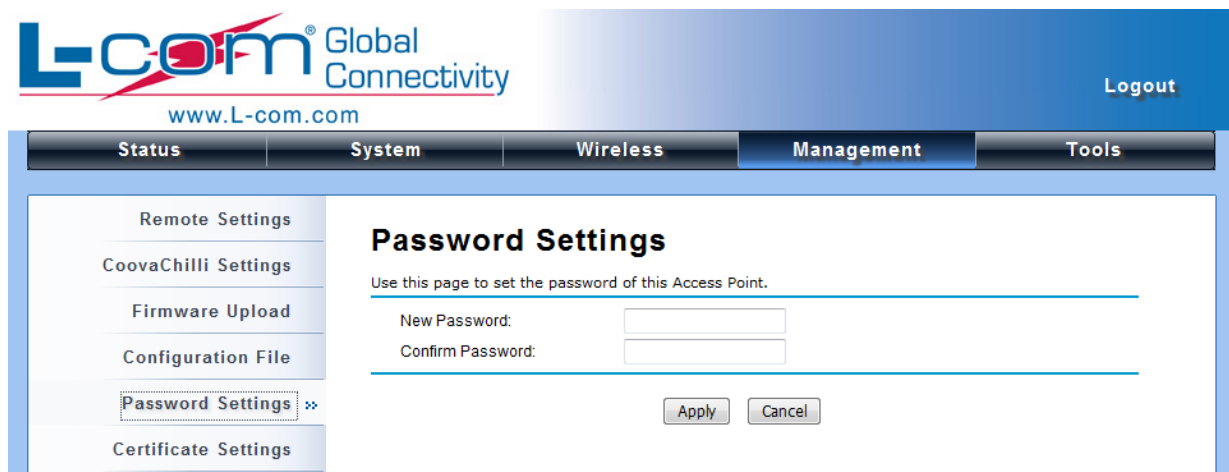 L-com® Global
Connectivity
www.L-com.com
Logout
Status System Wireless Management Tools
Remote Settings
CoovaChilli Settings
Firmware Upload
Configuration File
Password Settings »
Certificate Settings
Password Settings
Use this page to set the password of this Access Point.
New Password:
Confirm Password:
Apply Cancel